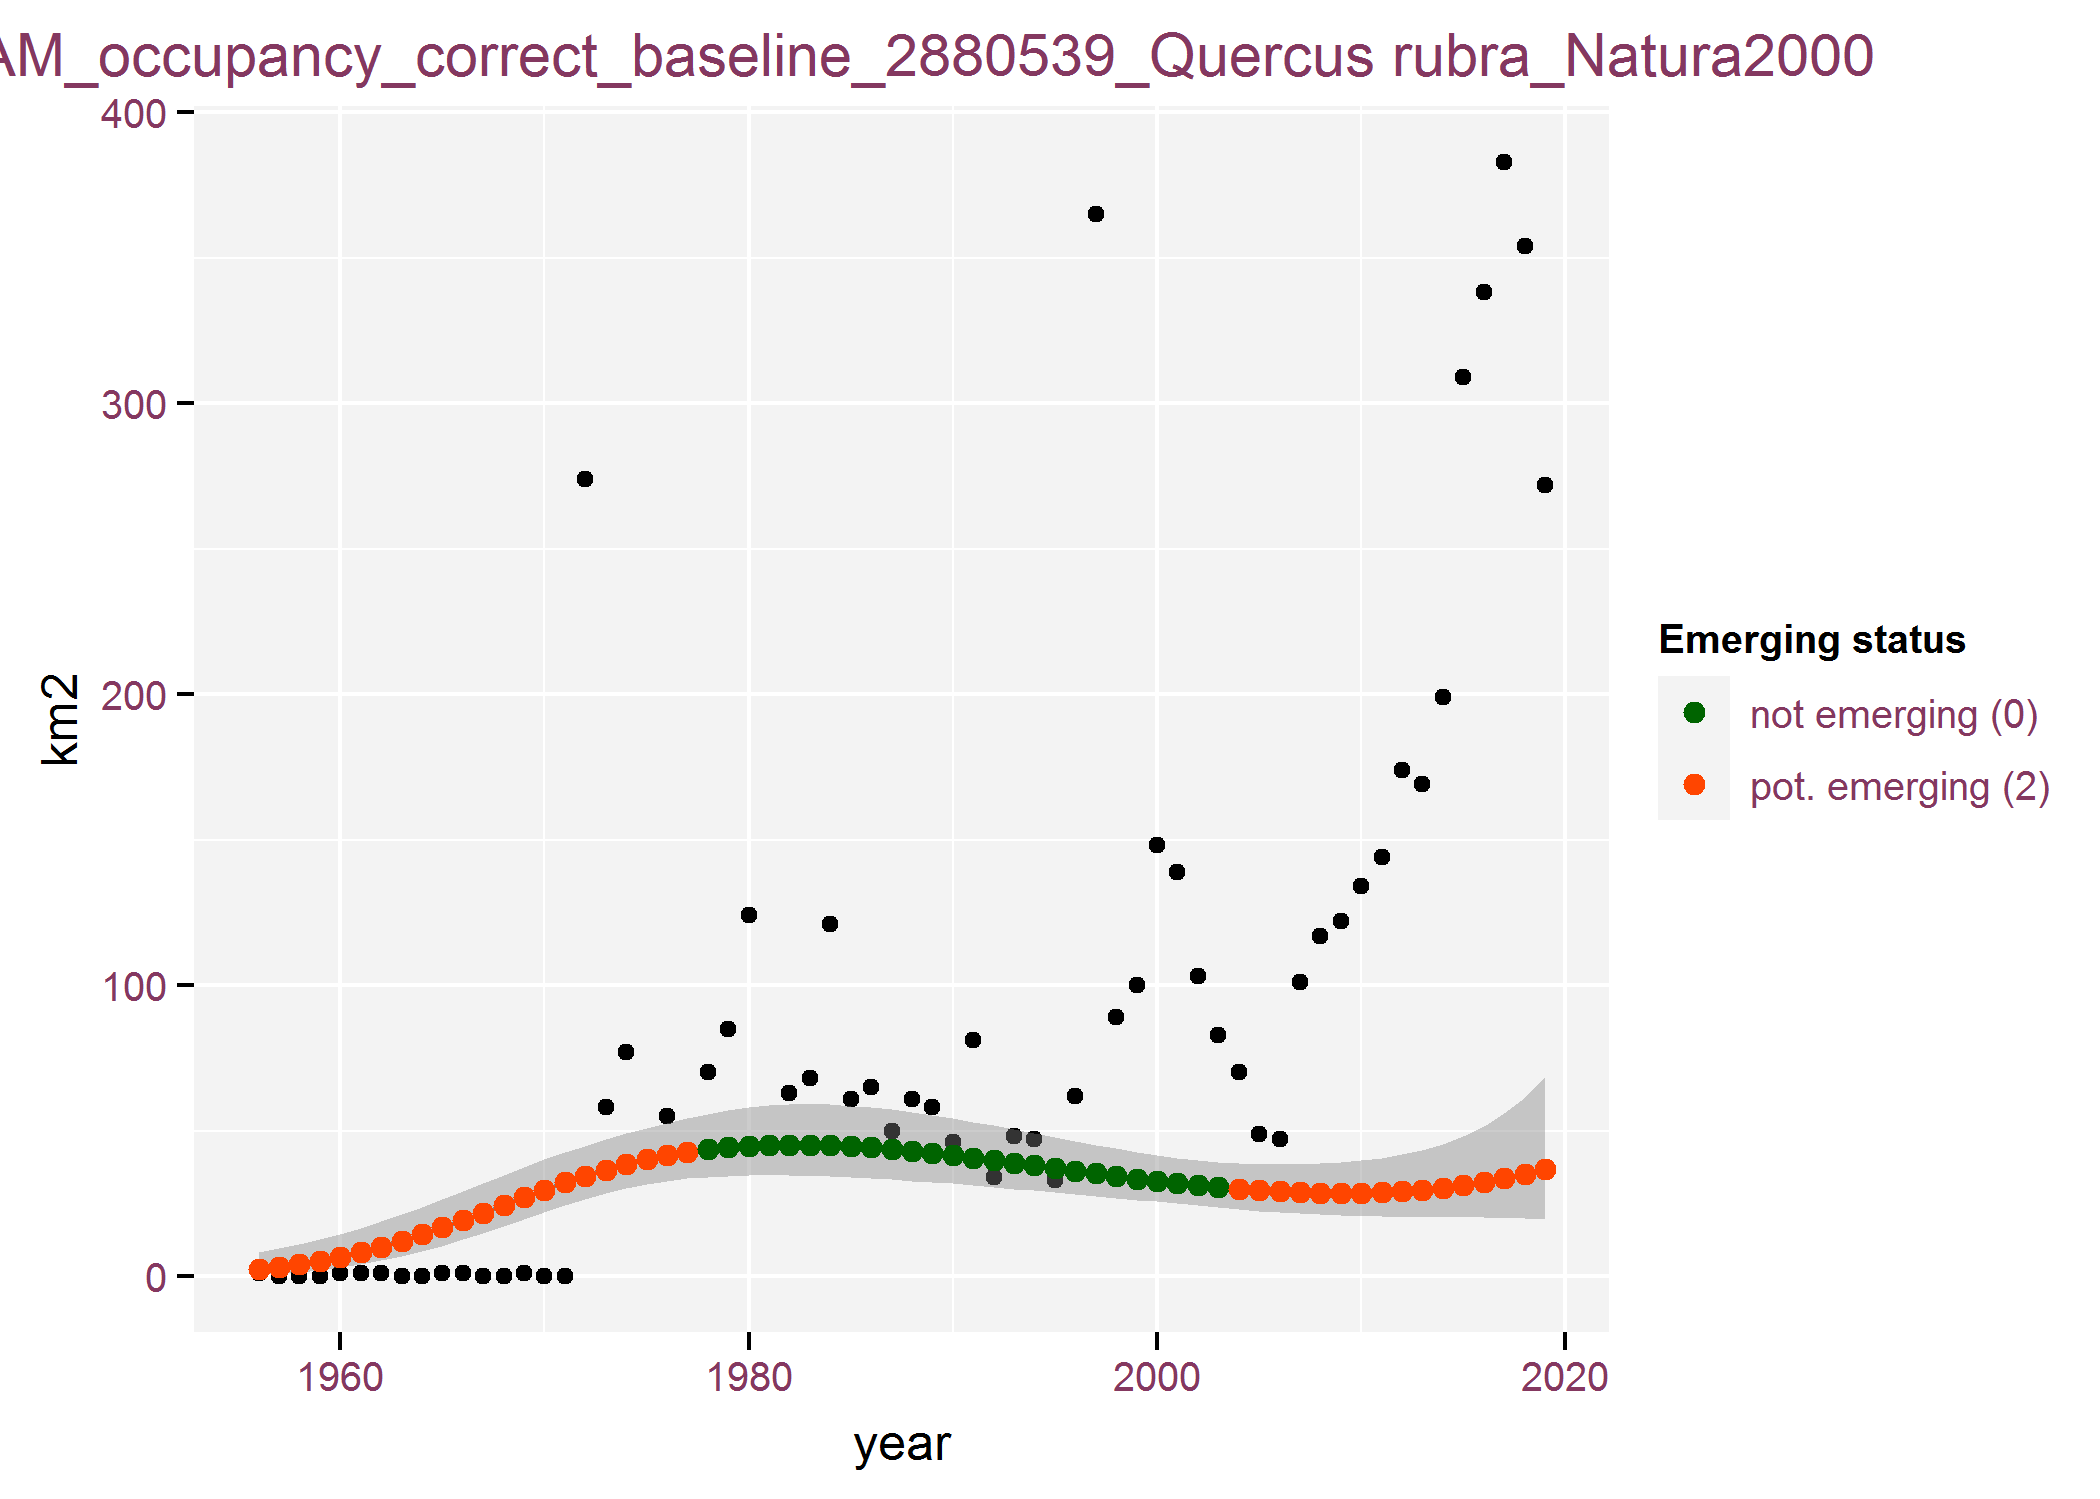 AM_occupancy_correct_baseline_2880539_Quercus rubra_Natura2000
400
300
200
100
0
km2
1960
1980
2000
2020
year
Emerging status
not emerging (0)
pot. emerging (2)